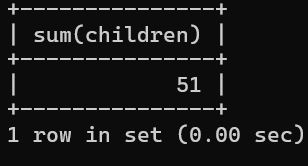 +---------------+
| sum(children) |
+---------------+
|            51 |
+---------------+
1 row in set (0.00 sec)